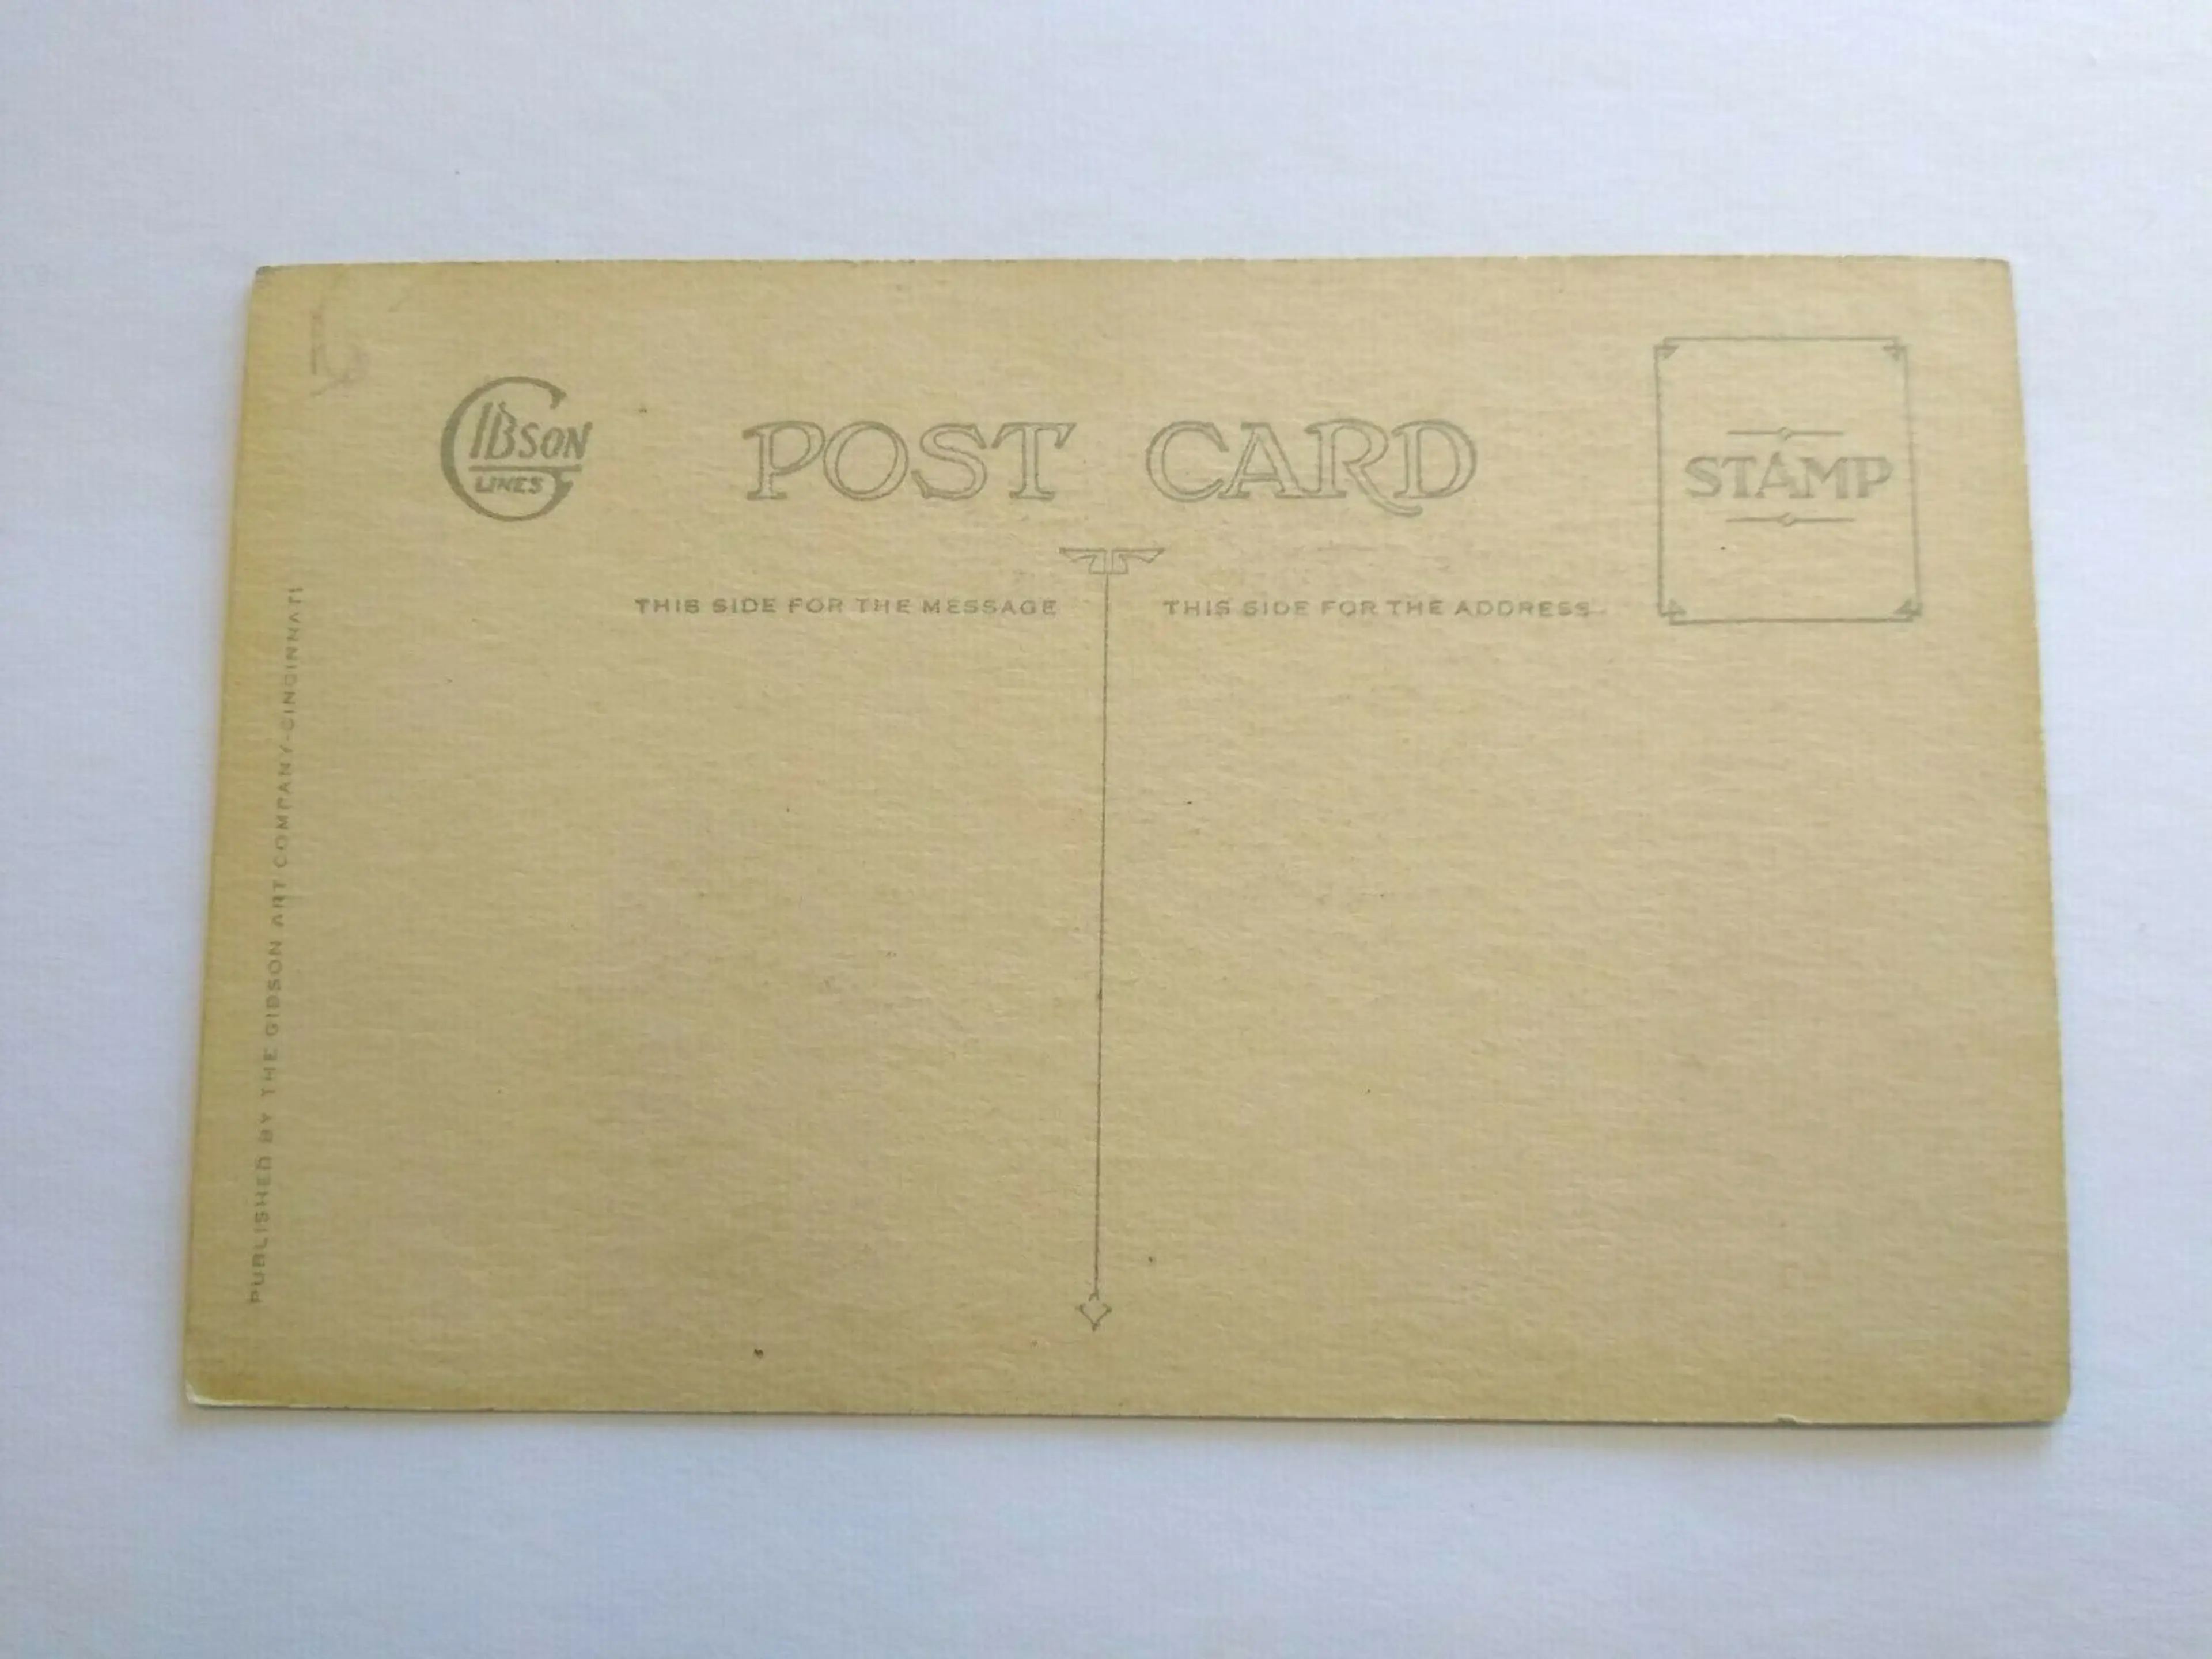 GIBSON
LINES
POST CARD
STAMP
THIS SIDE FOR THE MESSAGE
THIS SIDE FOR THE ADDRESS
PUBLISHED BY THE GIBSON ART COMPANY-CINCINNATI